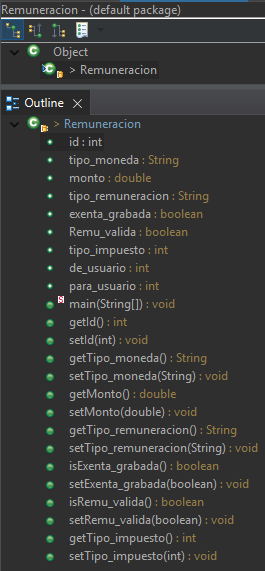 Remuneracion - (default package)
Object
> Remuneracion
Outline
> Remuneracion
id : int
tipo_moneda : String
monto : double
tipo_remuneracion : String
exenta_grabada : boolean
Remu_valida : boolean
tipo_impuesto : int
de_usuario : int
para_usuario : int
main(String[]) : void
getId() : int
setId(int) : void
getTipo_moneda() : String
setTipo_moneda(String) : void
getMonto() : double
setMonto(double) : void
getTipo_remuneracion() : String
setTipo_remuneracion(String) : void
isExenta_grabada() : boolean
setExenta_grabada(boolean) : void
isRemu_valida() : boolean
setRemu_valida(boolean) : void
getTipo_impuesto() : int
setTipo_impuesto(int) : void